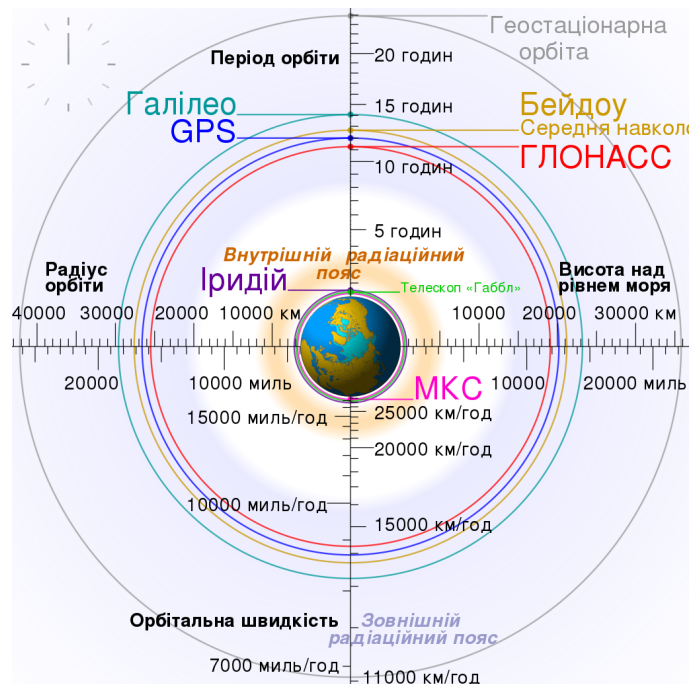 Геостаціонарна
орбіта
Період орбіти
20 годин
Галілео
15 годин
Бейдоу
GPS
Середня навколо
ГЛОНАСС
10 годин
5 годин
Внутрішній радіаційний
пояс
Радіус
орбіти
Іридій
Телескоп «Габбл»
Висота над
рівнем моря
40000
30000
20000
10000 км
10000
20000
30000 км
20000
10000 миль
10000
20000 миль
МКС
15000 миль/год
25000 км/год
20000 км/год
10000 миль/год
15000 км/год
Орбітальна швидкість
Зовнішній
радіаційний пояс
7000 миль/год
11000 км/год